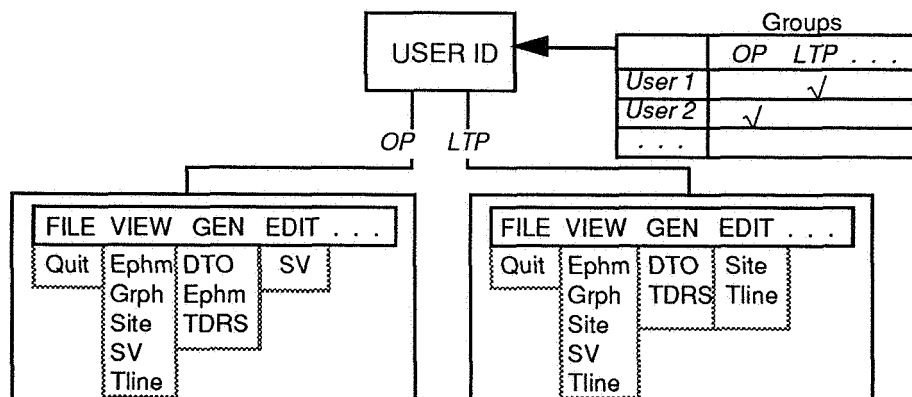 Groups
USER ID
OP LTP . . .
User 1 √
User 2 √
. . .
OP LTP
FILE VIEW GEN EDIT . . .
Quit Ephm DTO SV
Grph Ephm
Site TDRS
SV
Tline
FILE VIEW GEN EDIT . . .
Quit Ephm DTO Site
Grph TDRS Tline
Site
SV
Tline